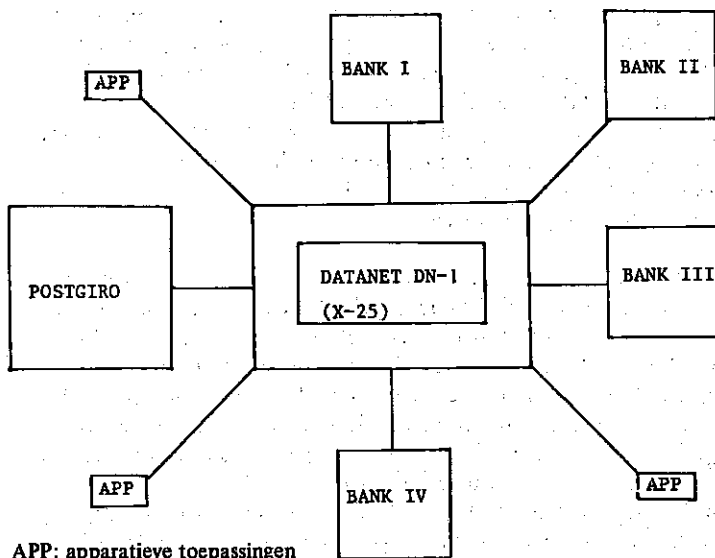 BANK I
BANK II
APP
POSTGIRO
DATANET DN-1
(X-25)
BANK III
APP
BANK IV
APP
APP: apparatieve toepassingen